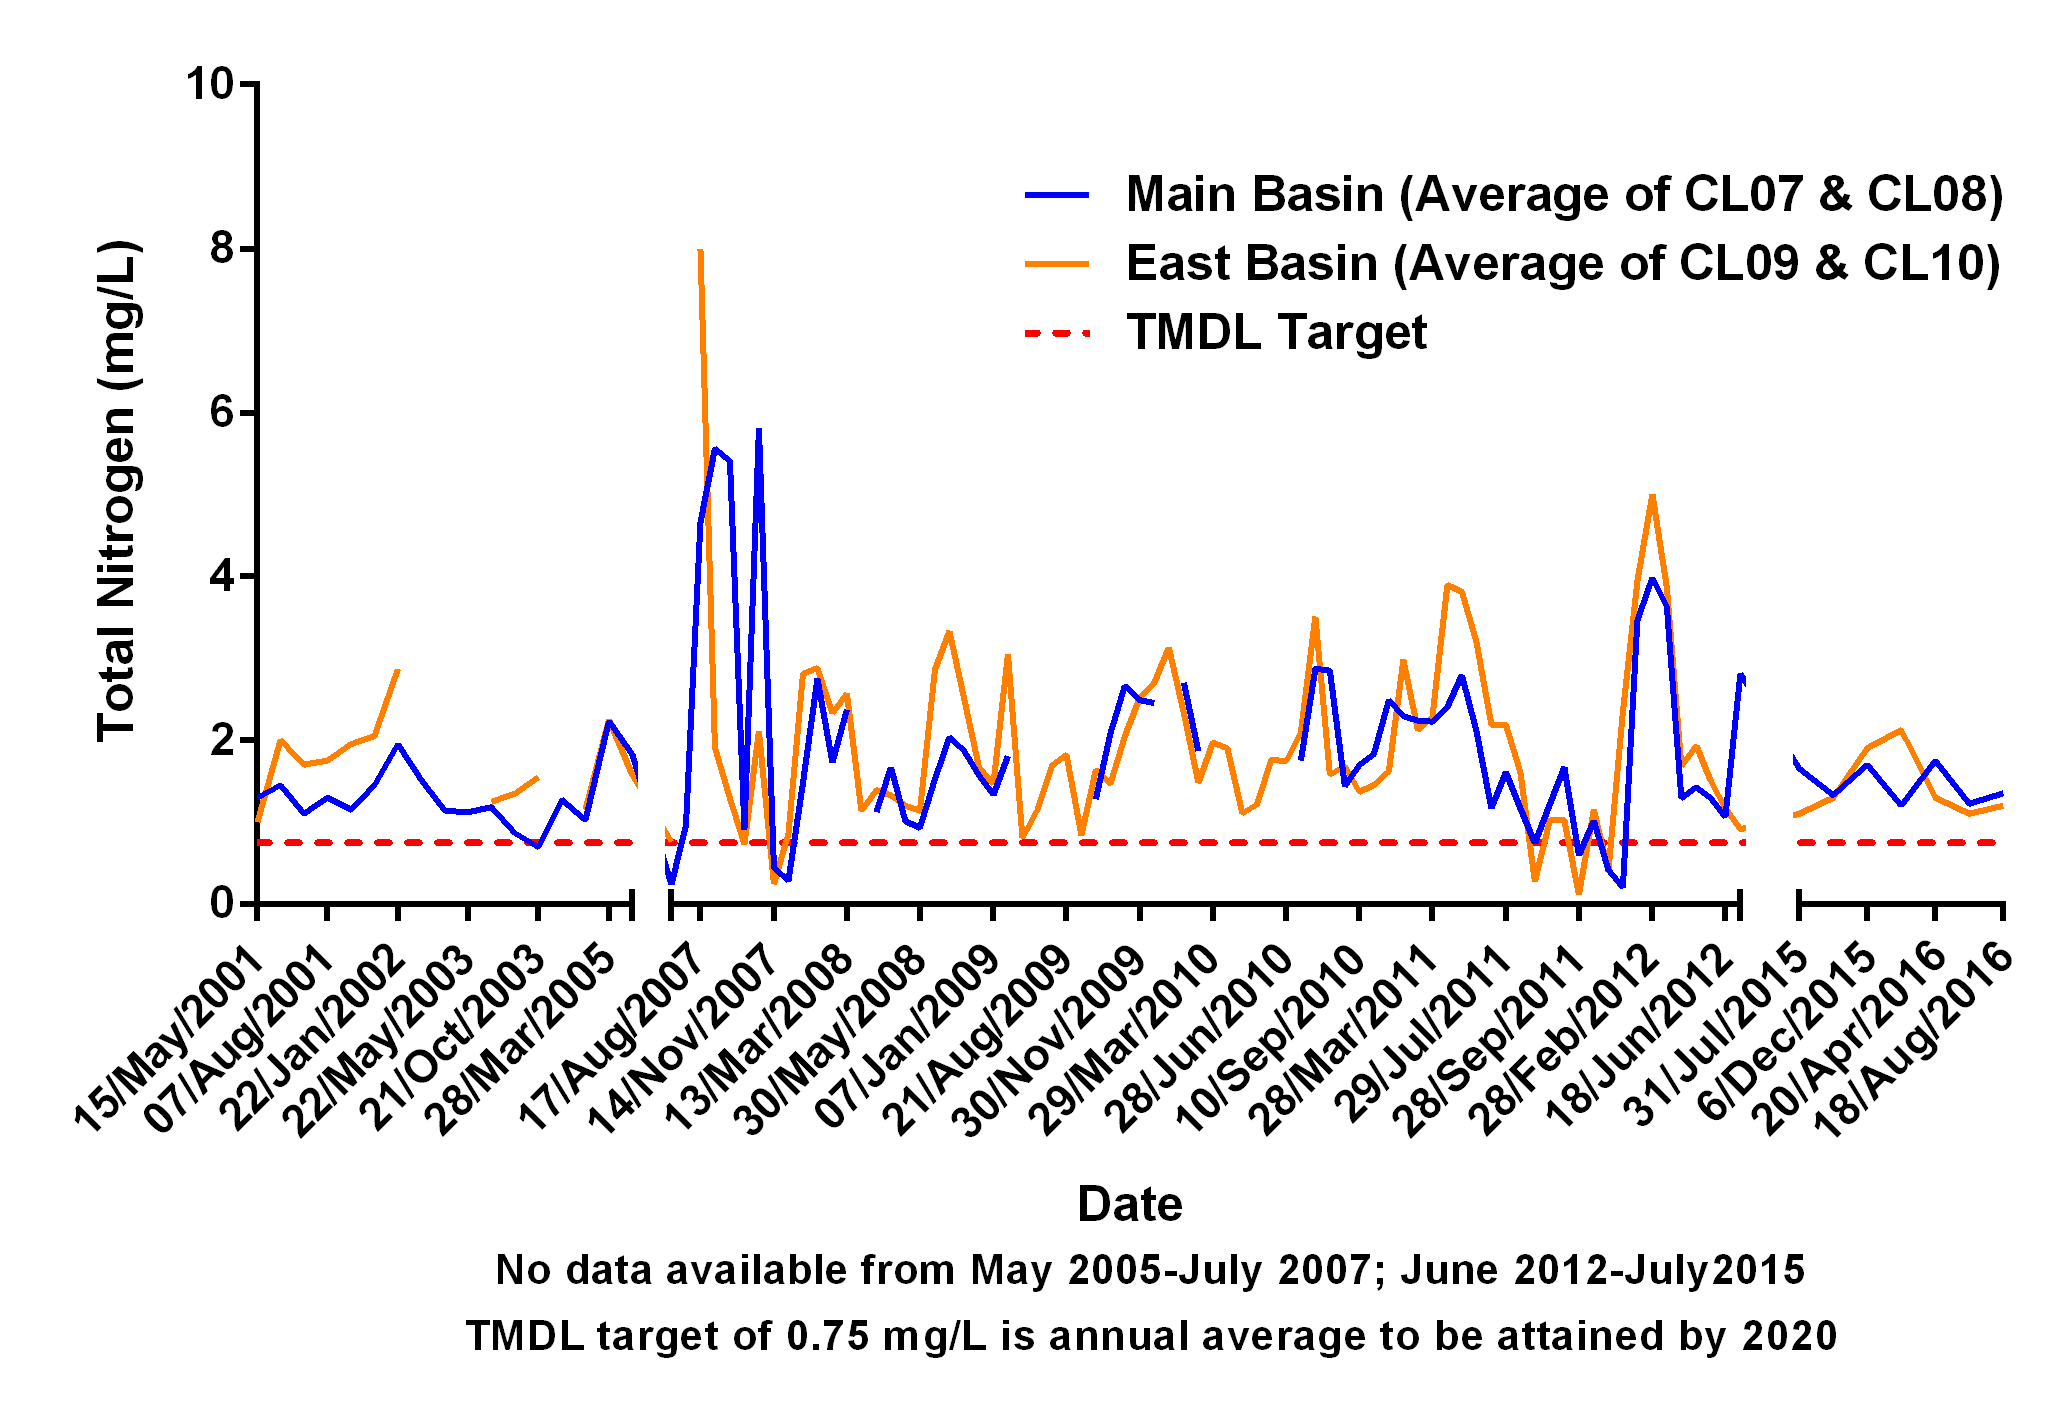 10
8
6
4
2
0
Total Nitrogen (mg/L)
Main Basin (Average of CL07 & CL08)
East Basin (Average of CL09 & CL10)
TMDL Target
15/May/2001
07/Aug/2001
22/Jan/2002
22/May/2003
21/Oct/2003
28/Mar/2005
17/Aug/2007
14/Nov/2007
13/Mar/2008
30/May/2008
07/Jan/2009
21/Aug/2009
30/Nov/2009
29/Mar/2010
28/Jun/2010
10/Sep/2010
28/Mar/2011
29/Jul/2011
28/Sep/2011
28/Feb/2012
18/Jun/2012
31/Jul/2015
6/Dec/2015
20/Apr/2016
18/Aug/2016
Date
No data available from May 2005-July 2007; June 2012-July2015
TMDL target of 0.75 mg/L is annual average to be attained by 2020